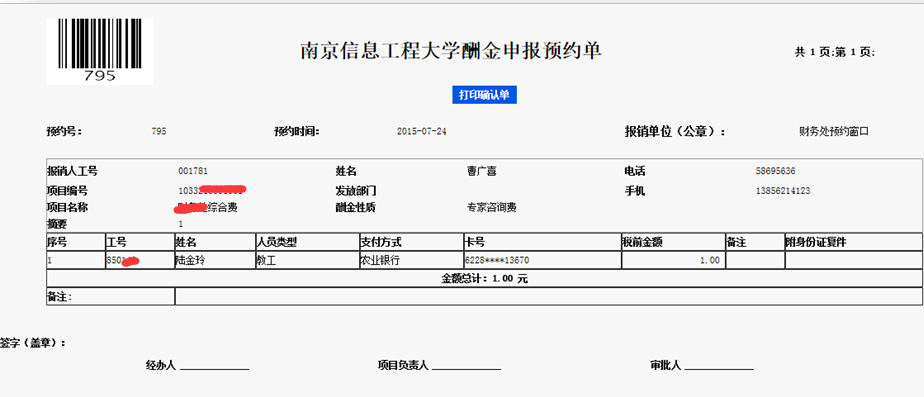 795
南京信息工程大学酬金申报预约单
共 1 页:第 1 页:
打印确认单
预约号: 795 预约时间: 2015-07-24 报销单位（公章）: 财务处预约窗口
报销人工号 001781 姓名 曹广喜 电话 58695636
项目编号 1033 发放部门 手机 13856214123
项目名称 综合费 酬金性质 专家咨询费
摘要 1
序号 工号 姓名 人员类型 支付方式 卡号 税前金额 备注 附身份证复件
1 850 陆金玲 教工 农业银行 6228****13670 1.00
金额总计：1.00 元
备注:
签字（盖章）:
经办人 项目负责人 审批人